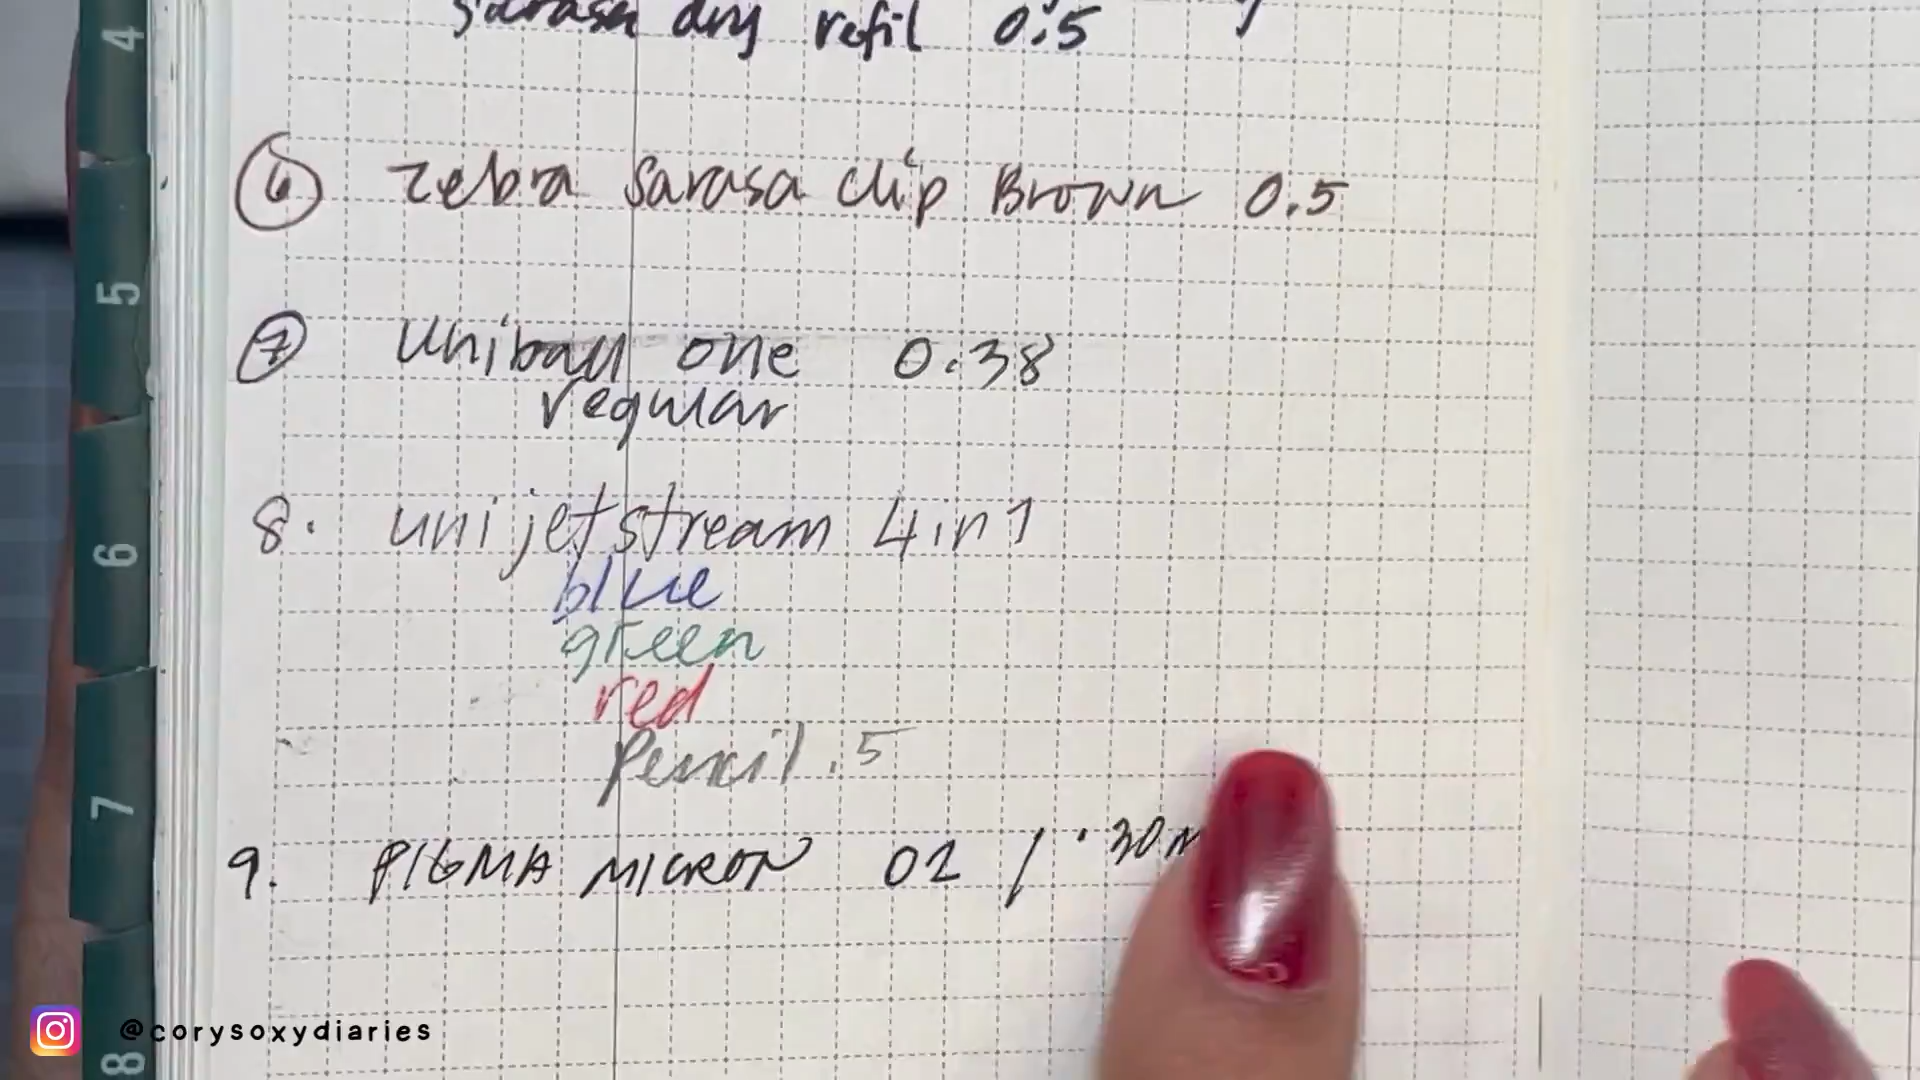 sarasa dry refil 0.5
6 Zebra Sarasa clip Brown 0.5
7 Uniball one 0.38
regular
8. uni jetstream 4in1
blue
green
red
Pencil .5
9. PIGMA MICRON 02 / .30
4
5
6
7
8
@corysoxydiaries